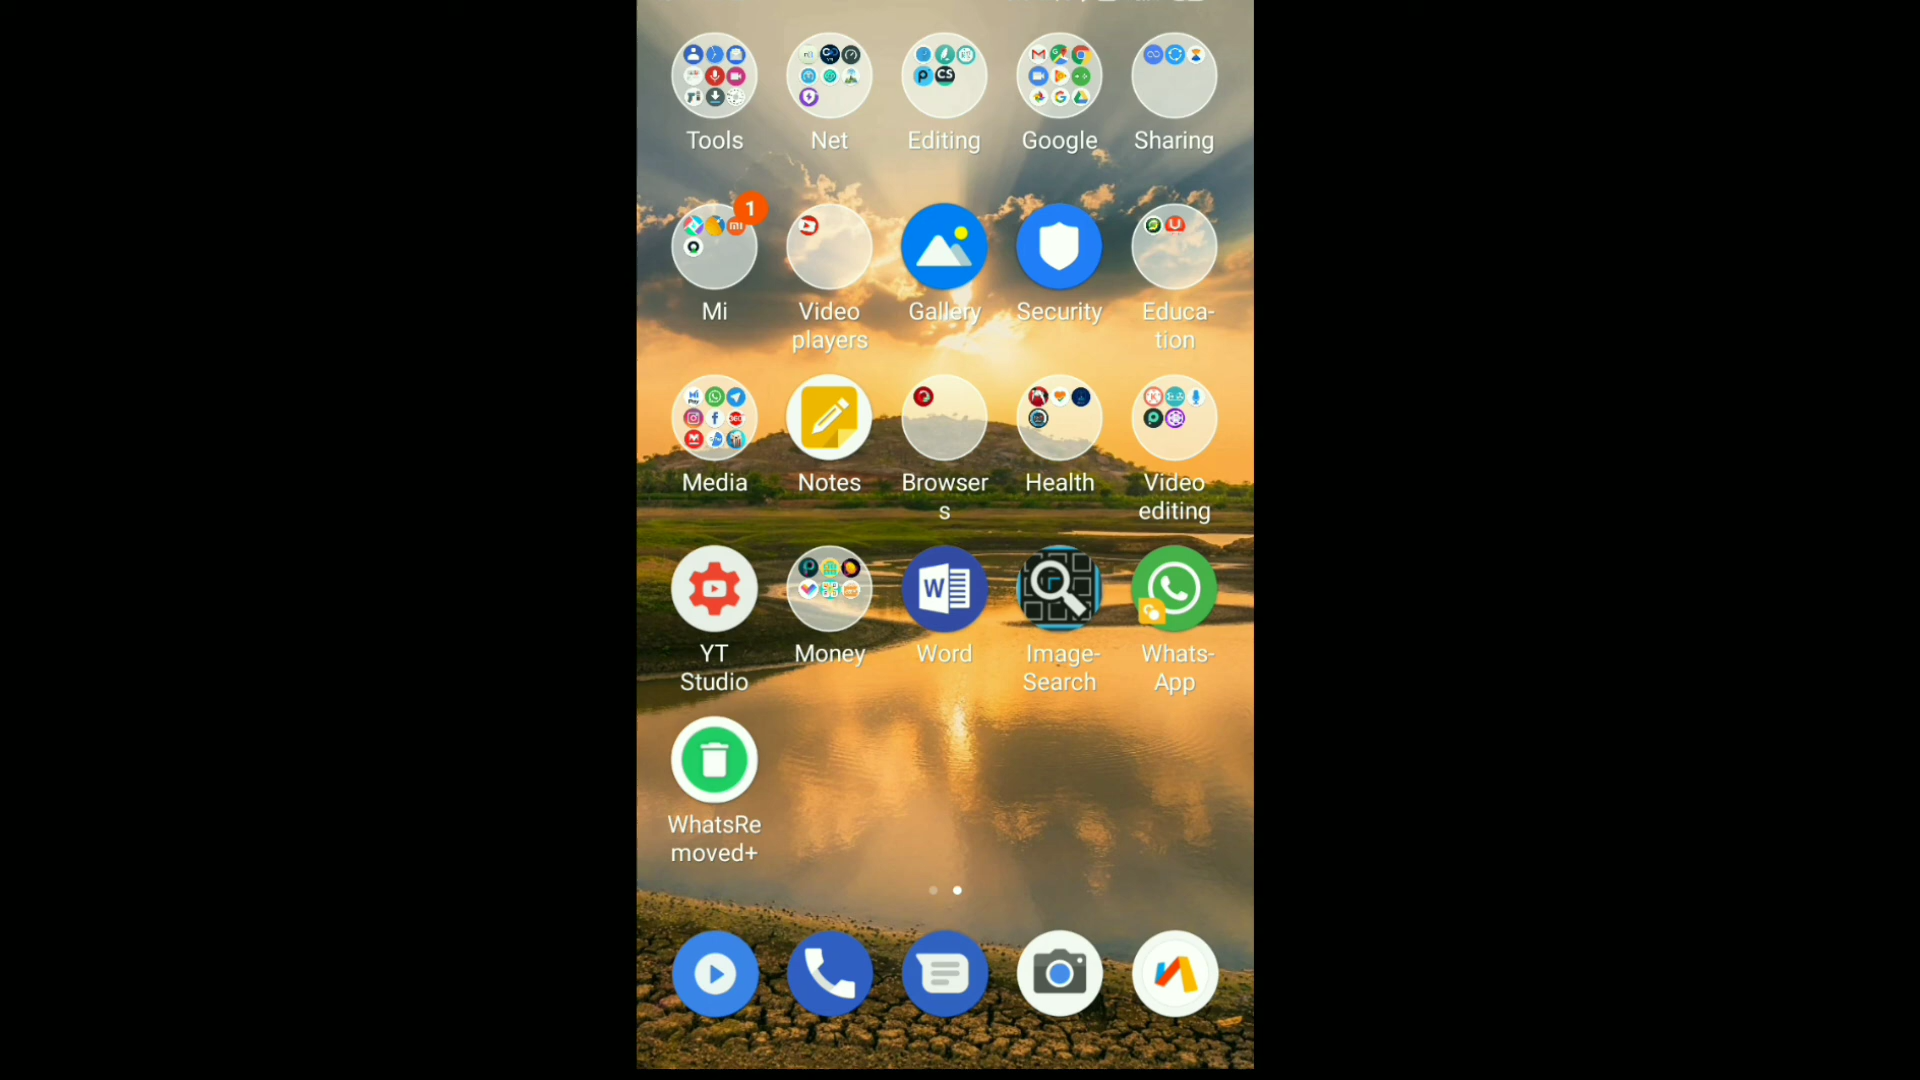 Tools Net Editing Google Sharing
1
Mi Video Gallery Security Educa-
players tion
Media Notes Browser Health Video
s editing
YT Money Word Image- Whats-
Studio Search App
WhatsRe
moved+